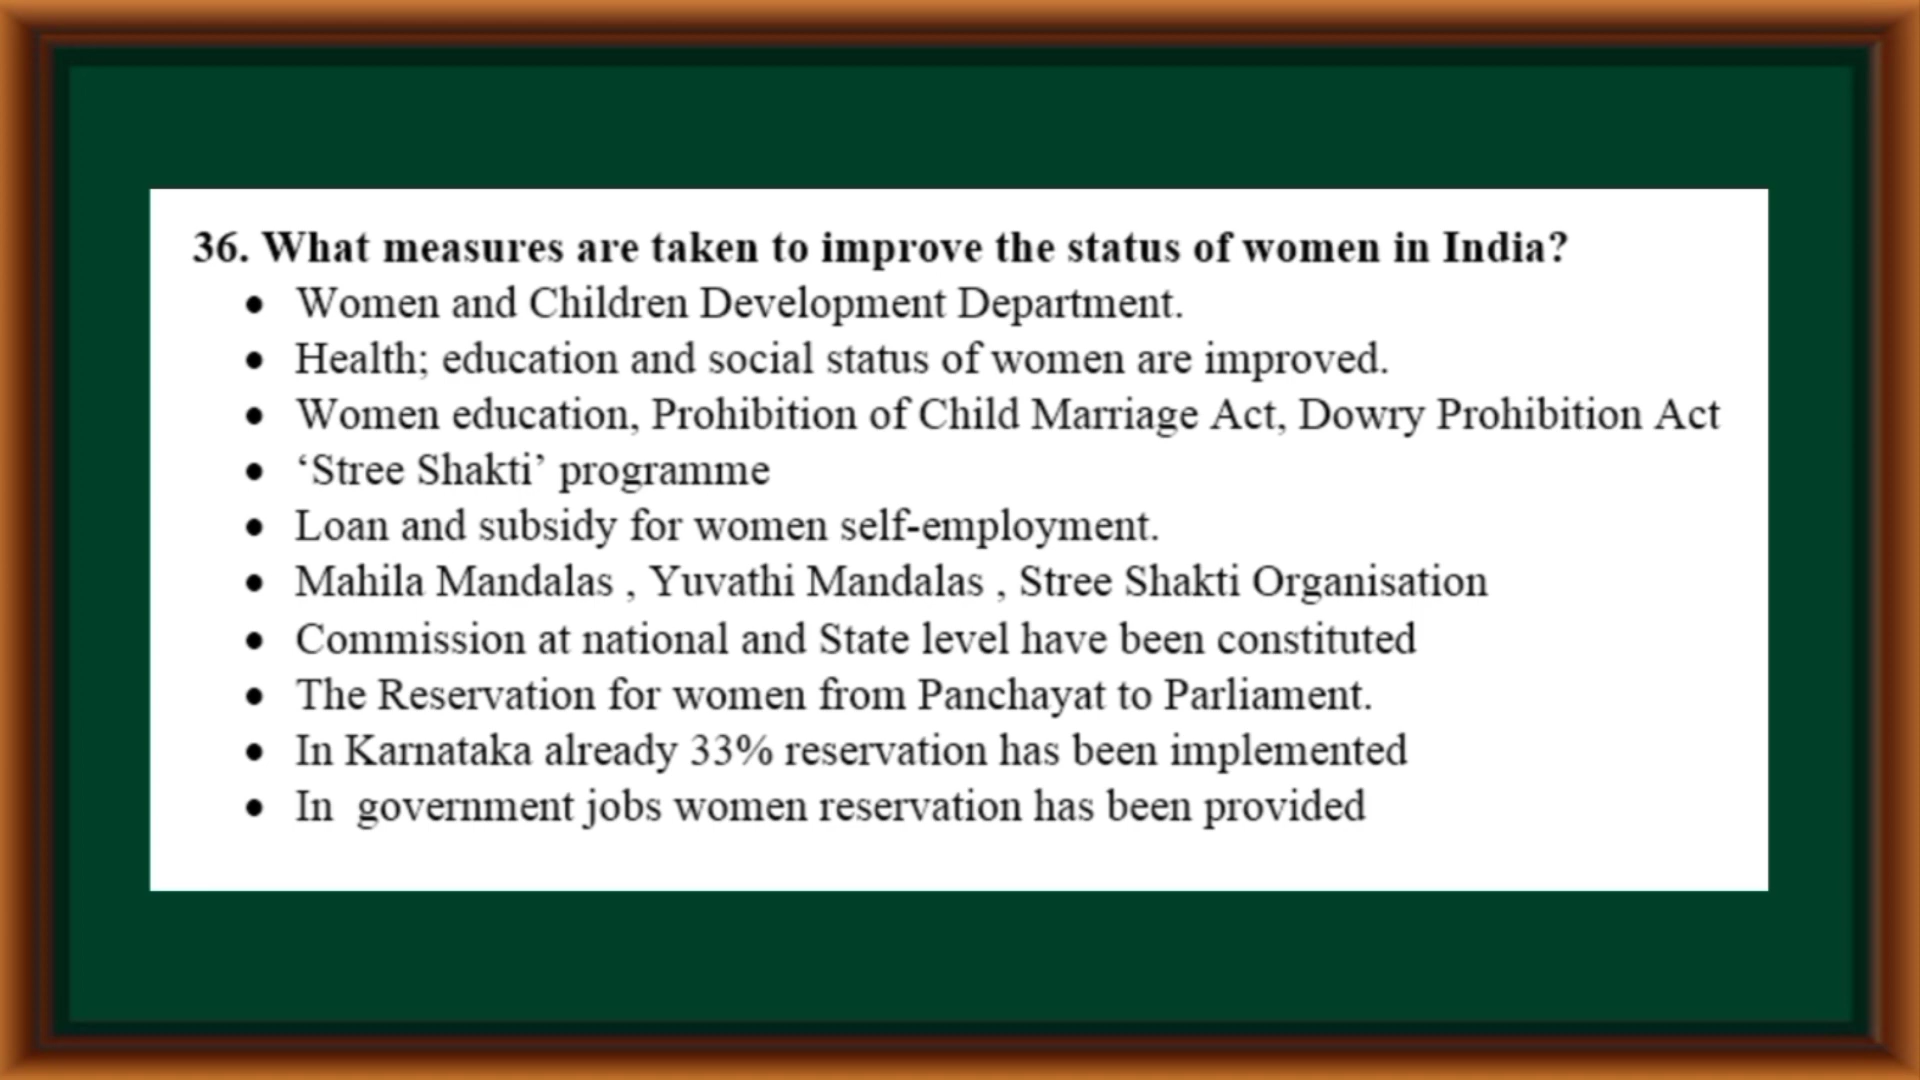 36. What measures are taken to improve the status of women in India?
• Women and Children Development Department.
• Health; education and social status of women are improved.
• Women education, Prohibition of Child Marriage Act, Dowry Prohibition Act
• ‘Stree Shakti’ programme
• Loan and subsidy for women self-employment.
• Mahila Mandalas , Yuvathi Mandalas , Stree Shakti Organisation
• Commission at national and State level have been constituted
• The Reservation for women from Panchayat to Parliament.
• In Karnataka already 33% reservation has been implemented
• In  government jobs women reservation has been provided